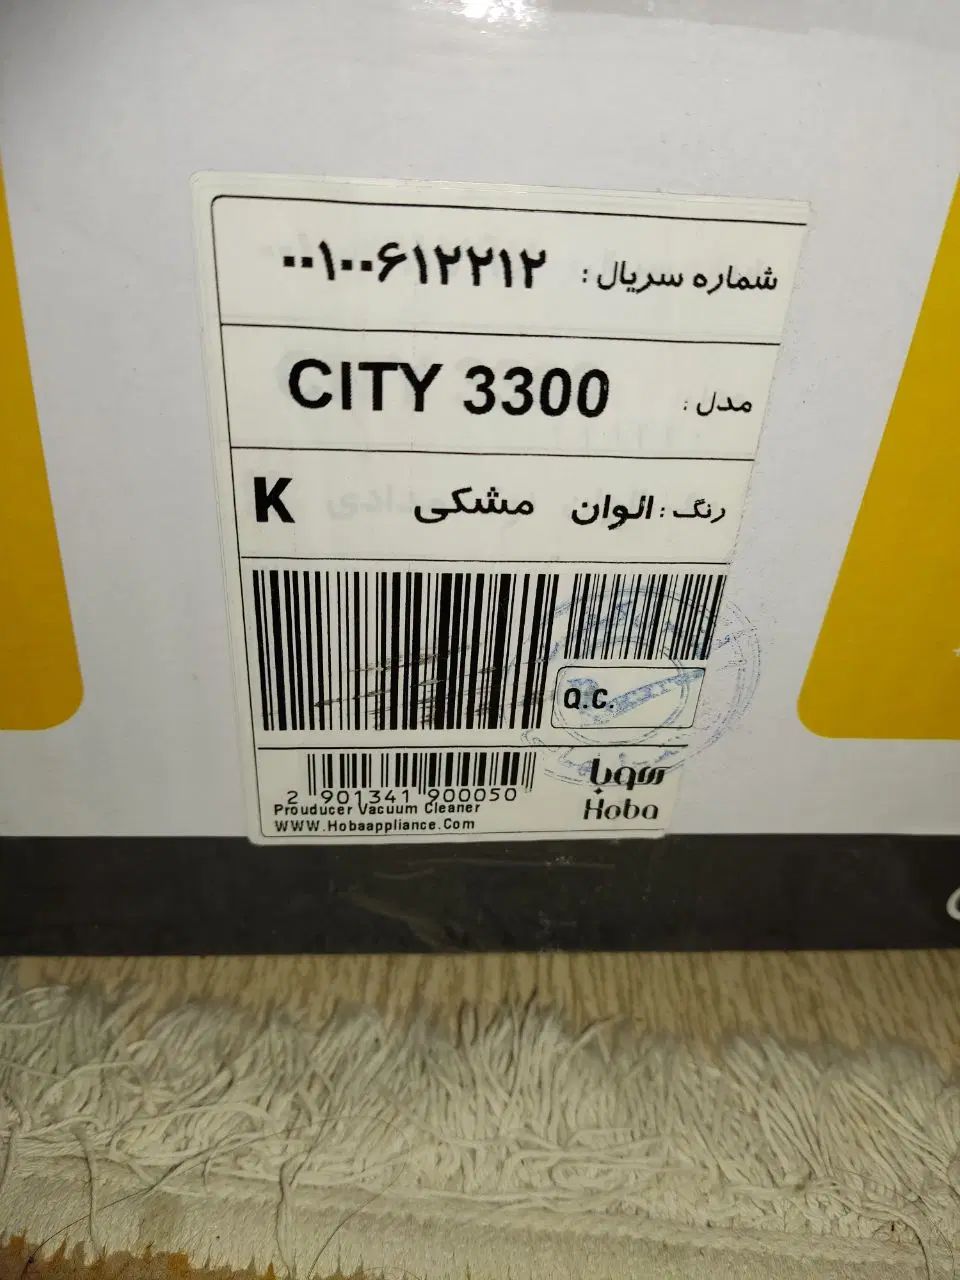 شماره سریال : ۰۰۱۰۰۶۱۲۲۱۲
مدل : CITY 3300
رنگ : الوان مشکی K
Q.C.
2 901341 900050
Prouducer Vacuum Cleaner
WWW.Hobaappliance.Com
هوبا
Hoba